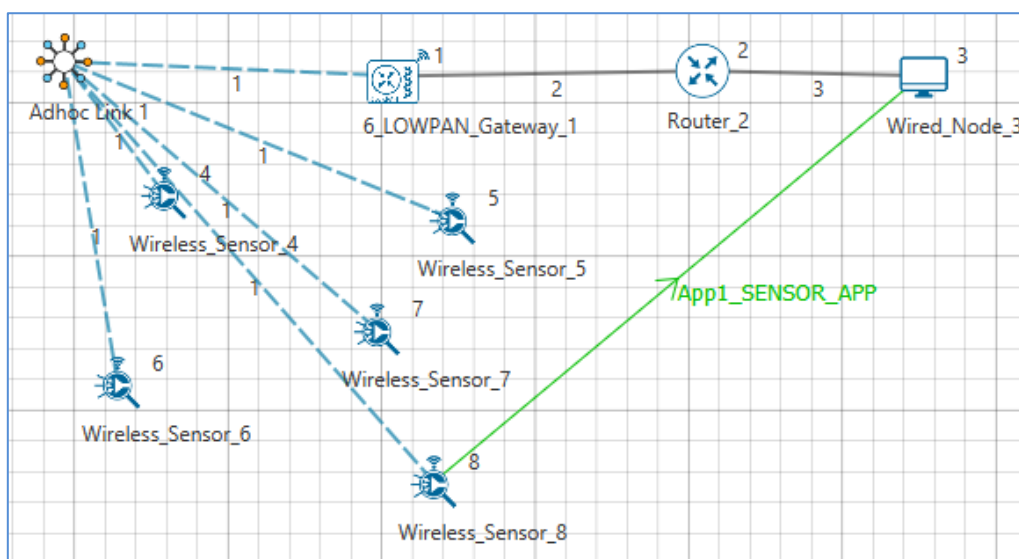 1
2
3
1
2
3
Adhoc Link 1
6_LOWPAN_Gateway_1
Router_2
Wired_Node_3
1
1
4
5
1
1
Wireless_Sensor_4
Wireless_Sensor_5
1
/App1_SENSOR_APP
7
6
Wireless_Sensor_7
Wireless_Sensor_6
8
Wireless_Sensor_8